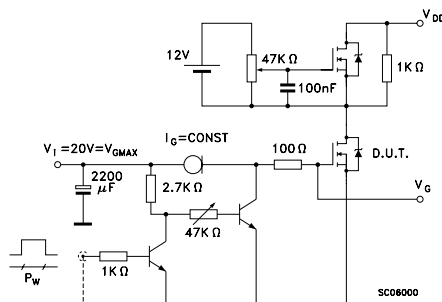 V DD
12V
47K Ω
1K Ω
100nF
I G =CONST
V I =20V=V GMAX
100 Ω
D.U.T.
2200
μF
2.7K Ω
V G
47K Ω
1K Ω
P W
SC06000